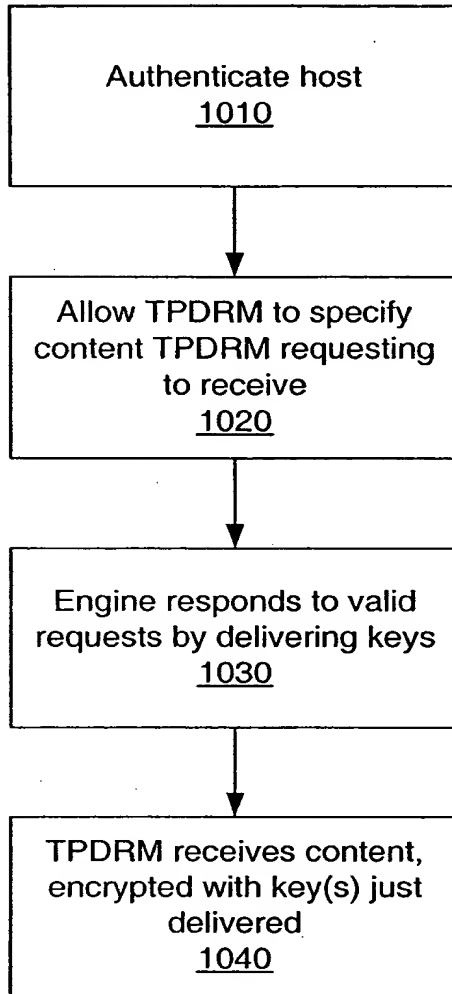 Authenticate host
1010
Allow TPDRM to specify
content TPDRM requesting
to receive
1020
Engine responds to valid
requests by delivering keys
1030
TPDRM receives content,
encrypted with key(s) just
delivered
1040